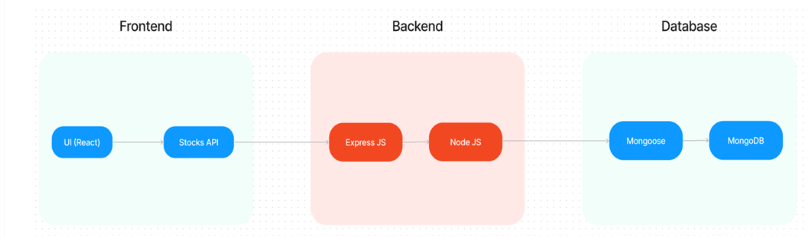 Frontend
Backend
Database
UI (React)
Stocks API
Express JS
Node JS
Mongoose
MongoDB